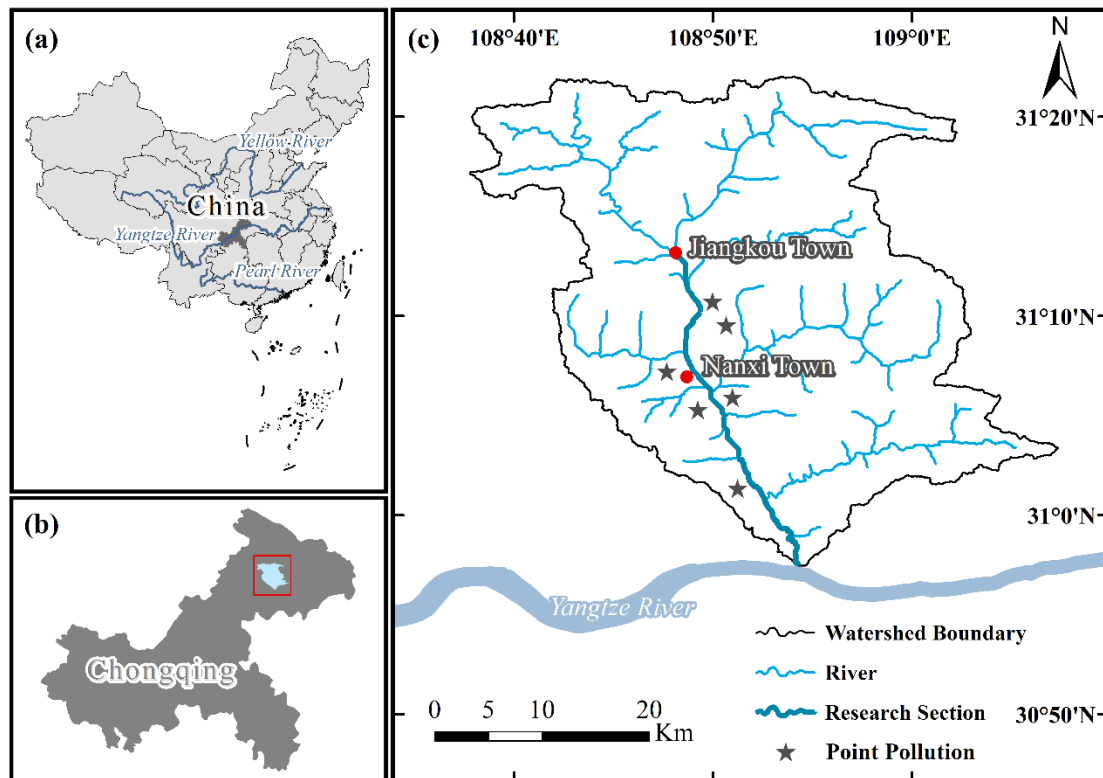 (a)
Yellow River
China
Yangtze River
Pearl River
(b)
Chongqing
(c)
108°40'E
108°50'E
109°0'E
N
31°20'N
Jiangkou Town
31°10'N
Nanxi Town
31°0'N
Yangtze River
Watershed Boundary
River
Research Section
30°50'N
0 5 10 20
Km
Point Pollution